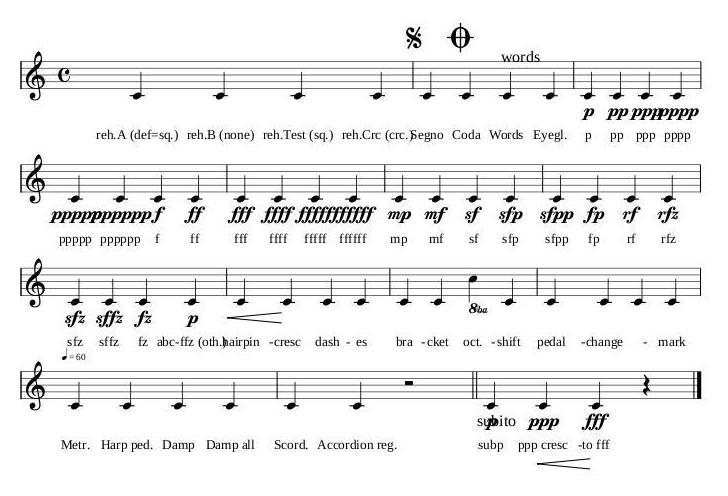 words
reh.A (def=sq.) reh.B (none) reh.Test (sq.) reh.Crc (crc.) Segno Coda Words Eyegl. p pp ppp pppp
p pp ppp pppp
ppppp pppppp f ff fff ffff fffff ffffff mp mf sf sfp sfpp fp rf rfz
ppppp pppppp f ff fff ffff fffff ffffff mp mf sf sfp sfpp fp rf rfz
sfz sffz fz p 8ba
sfz sffz fz abc-ffz (oth.) hairpin -cresc dash - es bra - cket oct. -shift pedal -change - mark
= 60
subito p ppp fff
Metr. Harp ped. Damp Damp all Scord. Accordion reg. subp ppp cresc -to fff